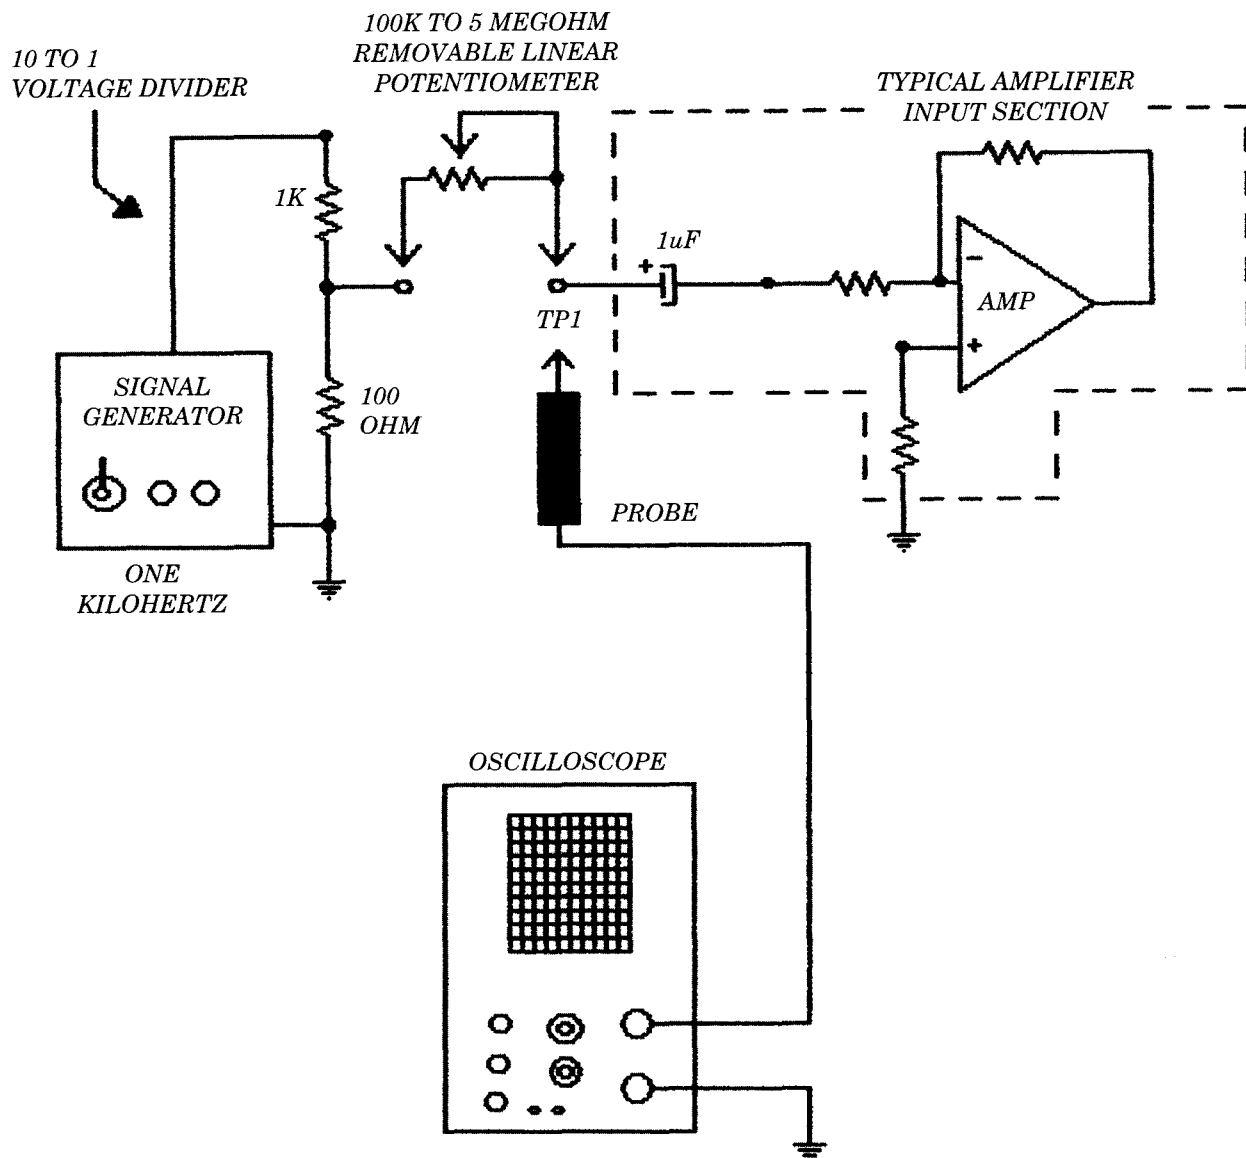 100K TO 5 MEGOHM
REMOVABLE LINEAR
POTENTIOMETER
10 TO 1
VOLTAGE DIVIDER
TYPICAL AMPLIFIER
INPUT SECTION
1K
1uF
+
TP1
−
AMP
+
SIGNAL
GENERATOR
100
OHM
PROBE
ONE
KILOHERTZ
OSCILLOSCOPE